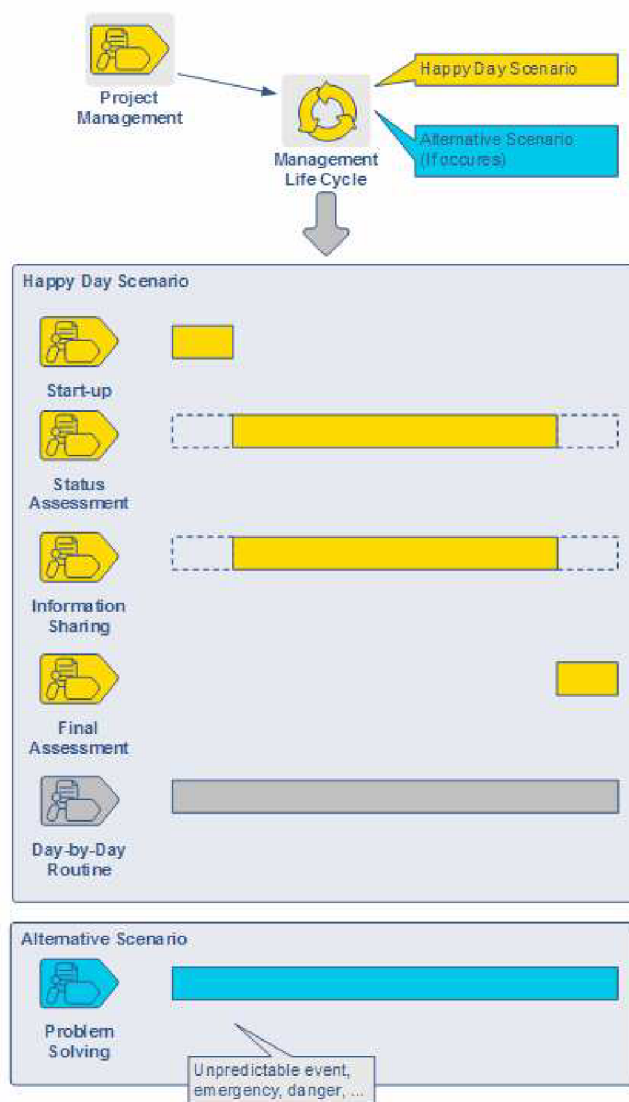 Project
Management
Happy Day Scenario
Alternative Scenario
(If occures)
Management
Life Cycle
Happy Day Scenario
Start-up
Status
Assessment
Information
Sharing
Final
Assessment
Day-by-Day
Routine
Alternative Scenario
Problem
Solving
Unpredictable event,
emergency, danger, ...